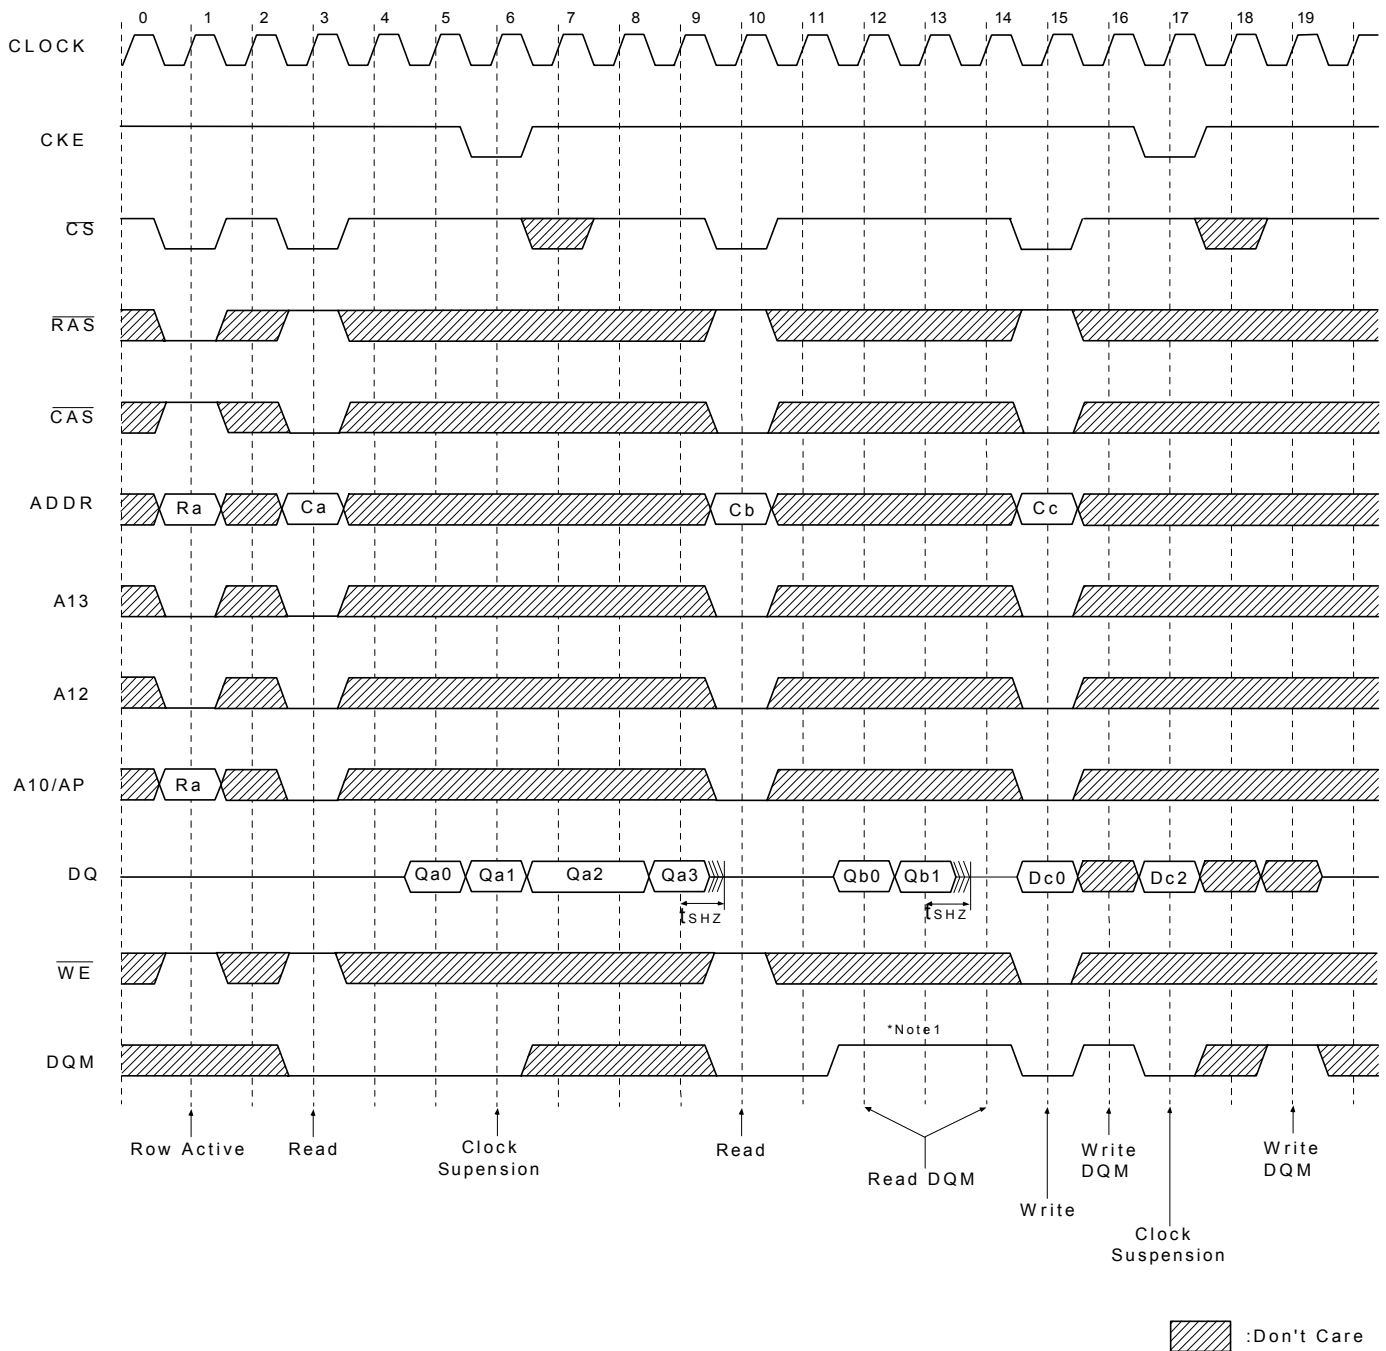 0 1 2 3 4 5 6 7 8 9 10 11 12 13 14 15 16 17 18 19
CLOCK
CKE
CS
RAS
CAS
ADDR Ra Ca Cb Cc
A13
A12
A10/AP Ra
DQ Qa0 Qa1 Qa2 Qa3 Qb0 Qb1 Dc0 Dc2
tSHZ tSHZ
WE
*Note1
DQM
Row Active Read Clock Supension Read Read DQM Write Write DQM Clock Suspension Write DQM
:Don't Care